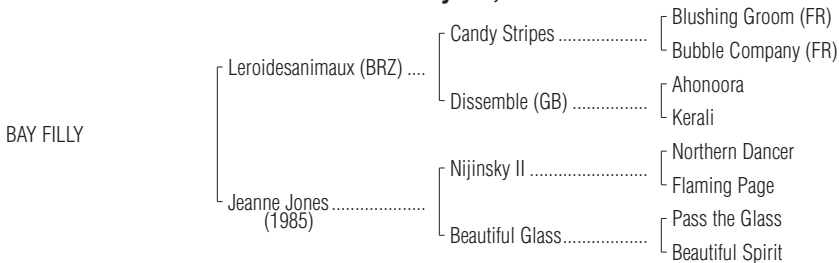 Blushing Groom (FR)
Candy Stripes ....................
Bubble Company (FR)
Leroidesanimaux (BRZ) ....
Ahonoora
Dissemble (GB) .................
Kerali
BAY FILLY
Northern Dancer
Nijinsky II ..........................
Flaming Page
Jeanne Jones.....................
(1985)
Pass the Glass
Beautiful Glass...................
Beautiful Spirit